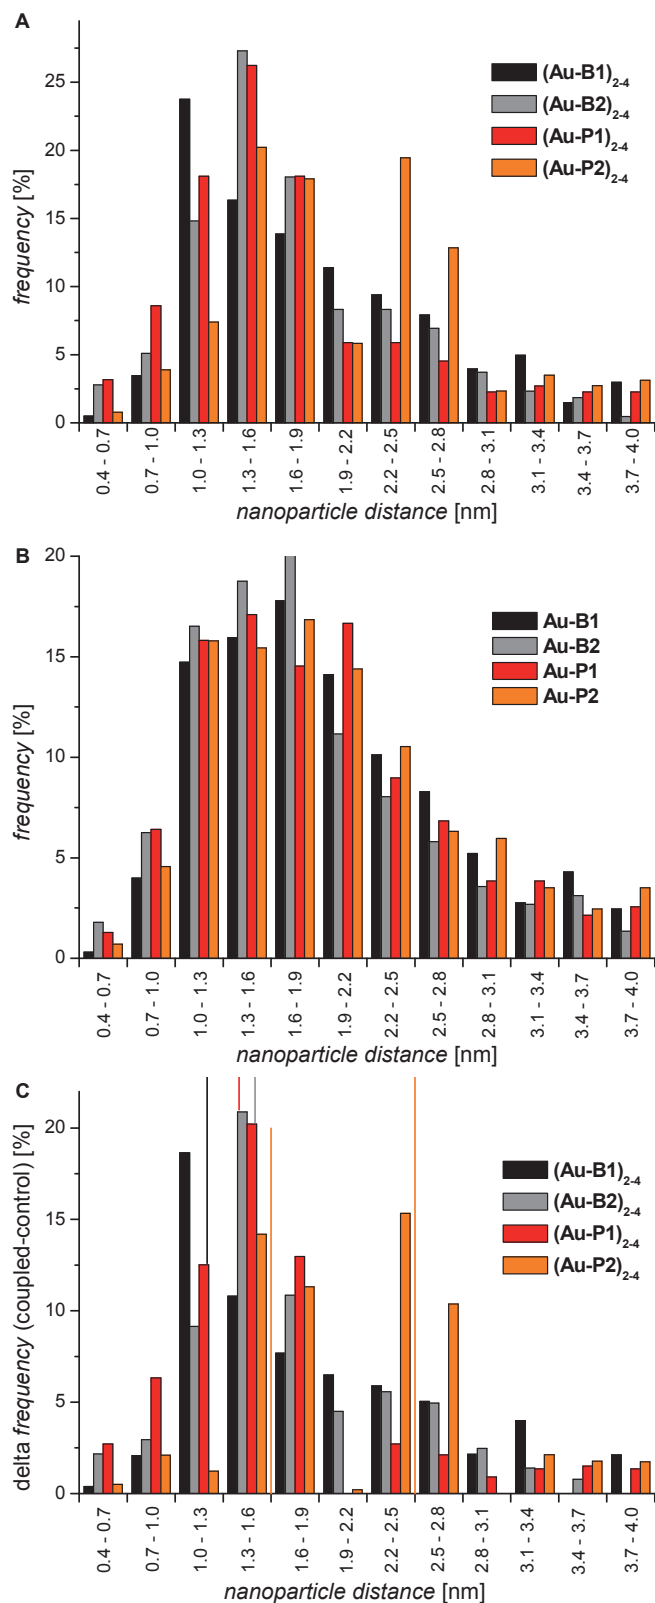 A
frequency [%]
25
20
15
10
5
0
(Au-B1)2-4
(Au-B2)2-4
(Au-P1)2-4
(Au-P2)2-4
0.4 - 0.7
0.7 - 1.0
1.0 - 1.3
1.3 - 1.6
1.6 - 1.9
1.9 - 2.2
2.2 - 2.5
2.5 - 2.8
2.8 - 3.1
3.1 - 3.4
3.4 - 3.7
3.7 - 4.0
nanoparticle distance [nm]
B
frequency [%]
20
15
10
5
0
Au-B1
Au-B2
Au-P1
Au-P2
0.4 - 0.7
0.7 - 1.0
1.0 - 1.3
1.3 - 1.6
1.6 - 1.9
1.9 - 2.2
2.2 - 2.5
2.5 - 2.8
2.8 - 3.1
3.1 - 3.4
3.4 - 3.7
3.7 - 4.0
nanoparticle distance [nm]
C
delta frequency (coupled-control) [%]
20
15
10
5
0
(Au-B1)2-4
(Au-B2)2-4
(Au-P1)2-4
(Au-P2)2-4
0.4 - 0.7
0.7 - 1.0
1.0 - 1.3
1.3 - 1.6
1.6 - 1.9
1.9 - 2.2
2.2 - 2.5
2.5 - 2.8
2.8 - 3.1
3.1 - 3.4
3.4 - 3.7
3.7 - 4.0
nanoparticle distance [nm]